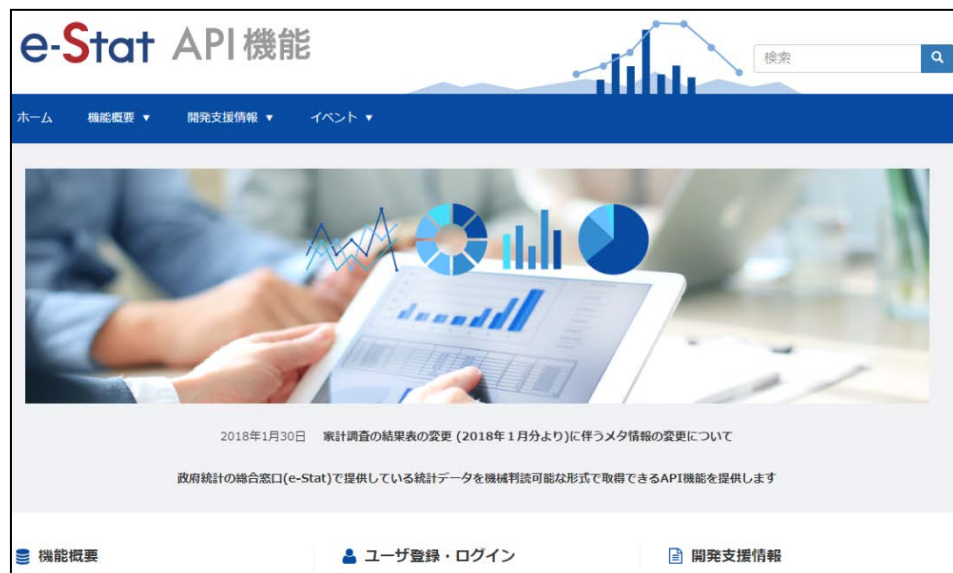 e-Stat API機能
検索
ホーム 機能概要 ▼ 開発支援情報 ▼ イベント ▼
2018年1月30日 家計調査の結果表の変更 (2018年1月分より)に伴うメタ情報の変更について
政府統計の総合窓口(e-Stat)で提供している統計データを機械判読可能な形式で取得できるAPI機能を提供します
機能概要 ユーザ登録・ログイン 開発支援情報